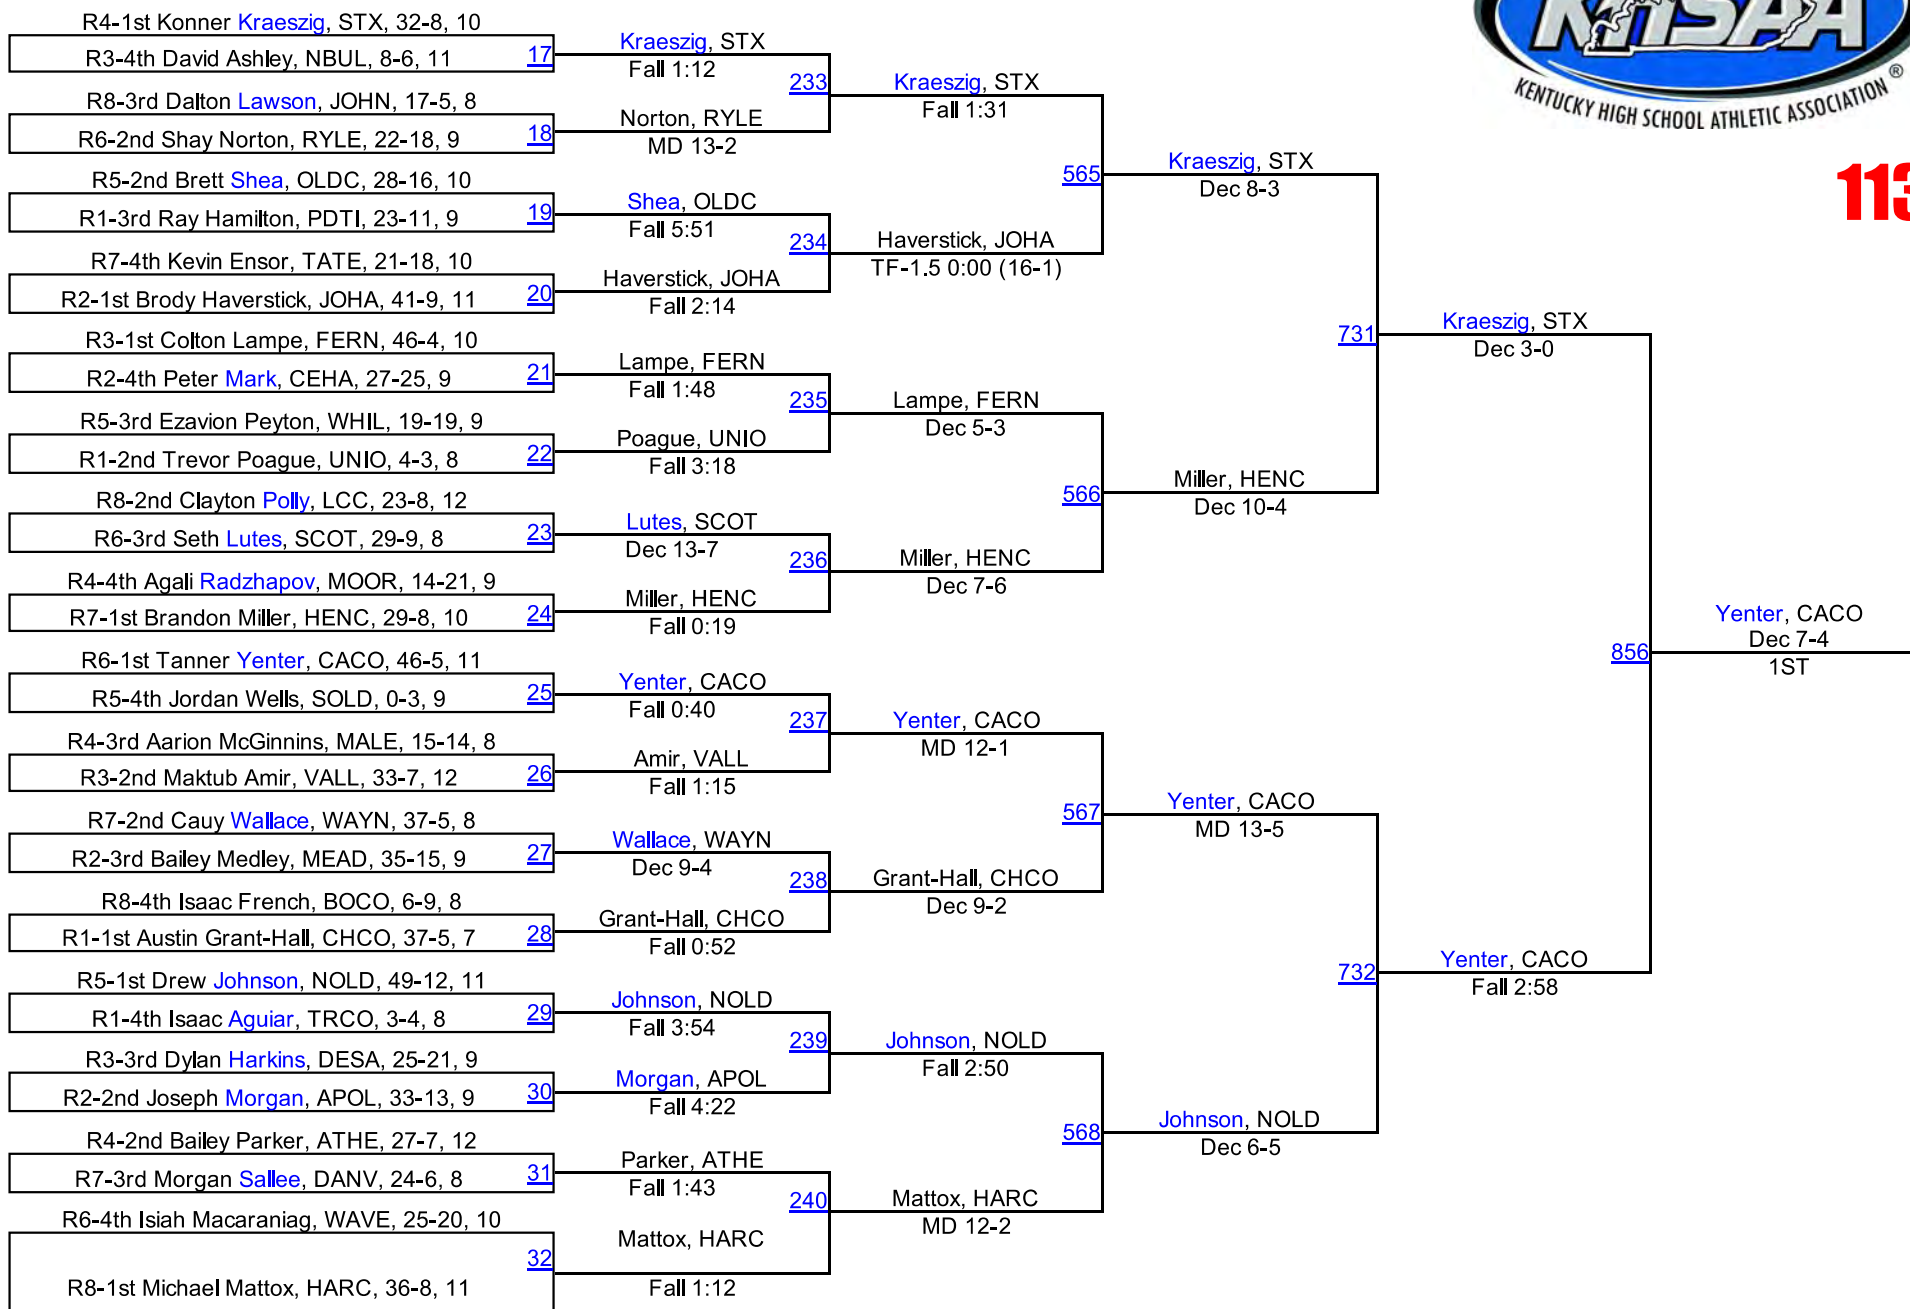 KHSAA
®
KENTUCKY HIGH SCHOOL ATHLETIC ASSOCIATION
R4-1st Konner Kraeszig, STX, 32-8, 10
R3-4th David Ashley, NBUL, 8-6, 11
17
R8-3rd Dalton Lawson, JOHN, 17-5, 8
R6-2nd Shay Norton, RYLE, 22-18, 9
18
R5-2nd Brett Shea, OLDC, 28-16, 10
R1-3rd Ray Hamilton, PDTI, 23-11, 9
19
R7-4th Kevin Ensor, TATE, 21-18, 10
R2-1st Brody Haverstick, JOHA, 41-9, 11
20
R3-1st Colton Lampe, FERN, 46-4, 10
R2-4th Peter Mark, CEHA, 27-25, 9
21
R5-3rd Ezavion Peyton, WHIL, 19-19, 9
R1-2nd Trevor Poague, UNIO, 4-3, 8
22
R8-2nd Clayton Polly, LCC, 23-8, 12
R6-3rd Seth Lutes, SCOT, 29-9, 8
23
R4-4th Agali Radzhapov, MOOR, 14-21, 9
R7-1st Brandon Miller, HENC, 29-8, 10
24
R6-1st Tanner Yenter, CACO, 46-5, 11
R5-4th Jordan Wells, SOLD, 0-3, 9
25
R4-3rd Aarion McGinnins, MALE, 15-14, 8
R3-2nd Maktub Amir, VALL, 33-7, 12
26
R7-2nd Cauy Wallace, WAYN, 37-5, 8
R2-3rd Bailey Medley, MEAD, 35-15, 9
27
R8-4th Isaac French, BOCO, 6-9, 8
R1-1st Austin Grant-Hall, CHCO, 37-5, 7
28
R5-1st Drew Johnson, NOLD, 49-12, 11
R1-4th Isaac Aguiar, TRCO, 3-4, 8
29
R3-3rd Dylan Harkins, DESA, 25-21, 9
R2-2nd Joseph Morgan, APOL, 33-13, 9
30
R4-2nd Bailey Parker, ATHE, 27-7, 12
R7-3rd Morgan Sallee, DANV, 24-6, 8
31
R6-4th Isiah Macaraniag, WAVE, 25-20, 10
32
R8-1st Michael Mattox, HARC, 36-8, 11
Kraeszig, STX
Fall 1:12
233
Norton, RYLE
MD 13-2
Shea, OLDC
Fall 5:51
234
Haverstick, JOHA
Fall 2:14
Lampe, FERN
Fall 1:48
235
Poague, UNIO
Fall 3:18
Lutes, SCOT
Dec 13-7
236
Miller, HENC
Fall 0:19
Yenter, CACO
Fall 0:40
237
Amir, VALL
Fall 1:15
Wallace, WAYN
Dec 9-4
238
Grant-Hall, CHCO
Fall 0:52
Johnson, NOLD
Fall 3:54
239
Morgan, APOL
Fall 4:22
Parker, ATHE
Fall 1:43
240
Mattox, HARC
Fall 1:12
Kraeszig, STX
Fall 1:31
565
Haverstick, JOHA
TF-1.5 0:00 (16-1)
Lampe, FERN
Dec 5-3
566
Miller, HENC
Dec 7-6
Yenter, CACO
MD 12-1
567
Grant-Hall, CHCO
Dec 9-2
Johnson, NOLD
Fall 2:50
568
Mattox, HARC
MD 12-2
Kraeszig, STX
Dec 8-3
731
Miller, HENC
Dec 10-4
Yenter, CACO
MD 13-5
732
Johnson, NOLD
Dec 6-5
Kraeszig, STX
Dec 3-0
856
Yenter, CACO
Fall 2:58
Yenter, CACO
Dec 7-4
1ST
113